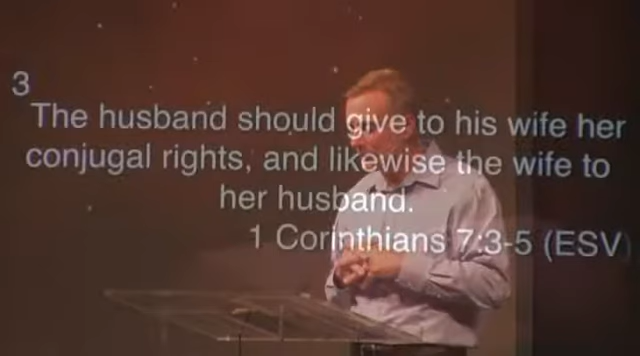 3
The husband should give to his wife her
conjugal rights, and likewise the wife to
her husband.
1 Corinthians 7:3-5 (ESV)